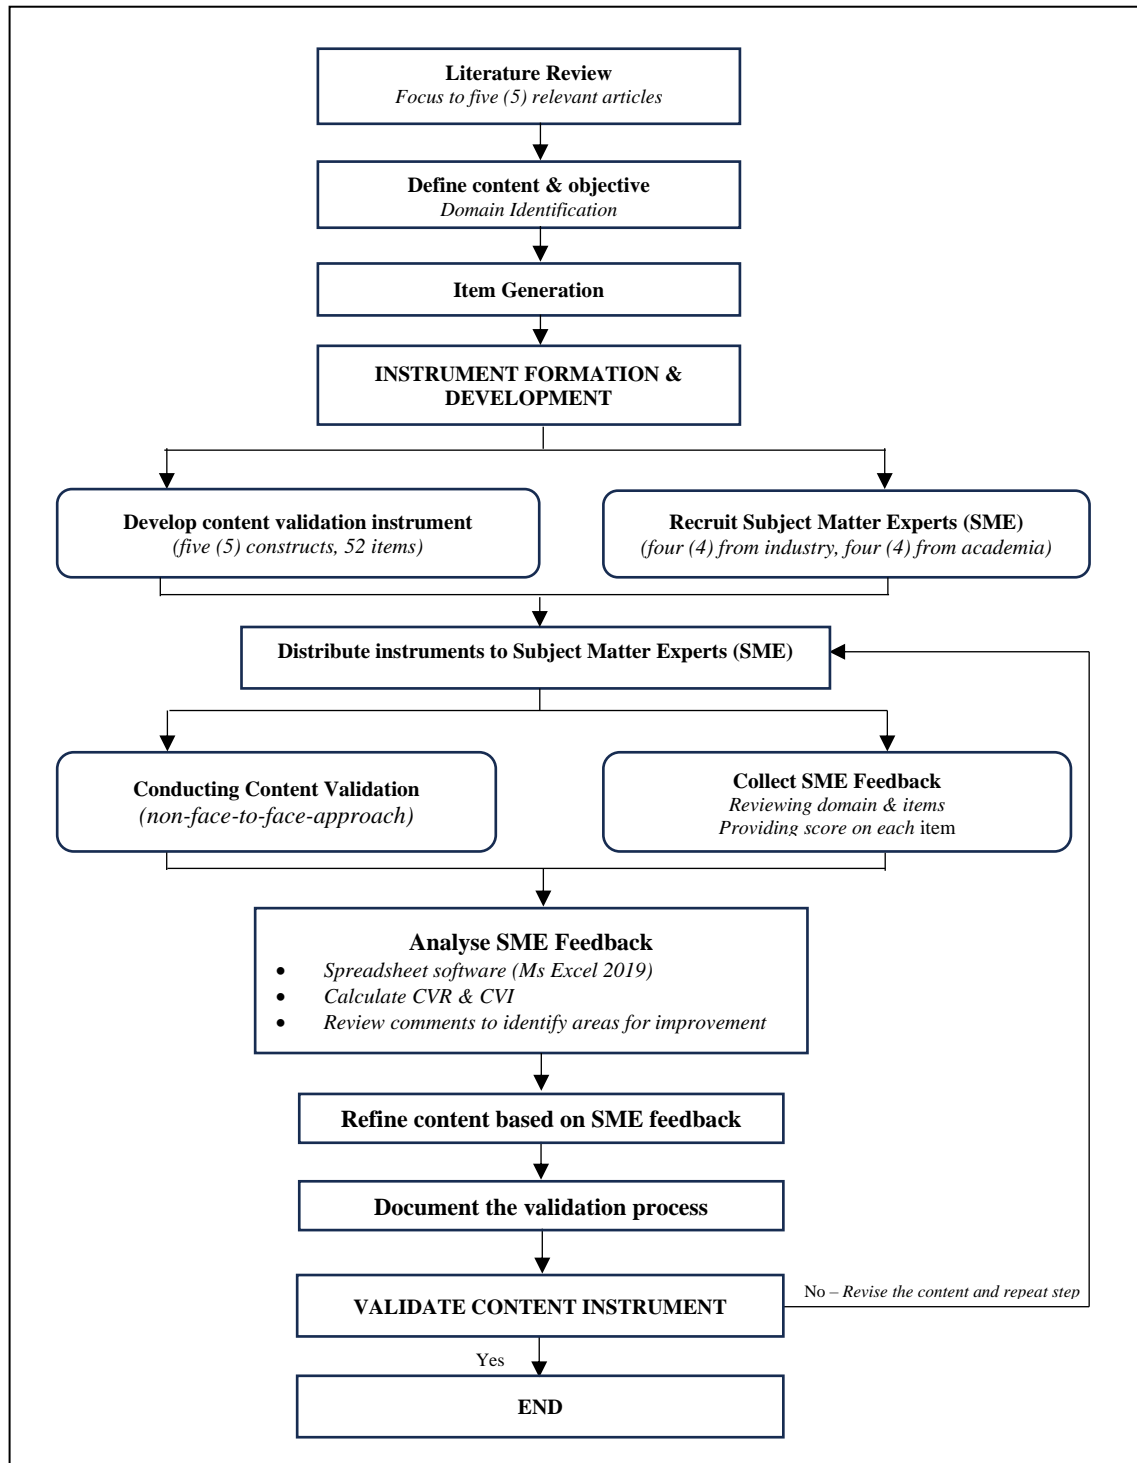 Literature Review
Focus to five (5) relevant articles
Define content & objective
Domain Identification
Item Generation
INSTRUMENT FORMATION &
DEVELOPMENT
Develop content validation instrument
(five (5) constructs, 52 items)
Recruit Subject Matter Experts (SME)
(four (4) from industry, four (4) from academia)
Distribute instruments to Subject Matter Experts (SME)
Conducting Content Validation
(non-face-to-face-approach)
Collect SME Feedback
Reviewing domain & items
Providing score on each item
Analyse SME Feedback
• Spreadsheet software (Ms Excel 2019)
• Calculate CVR & CVI
• Review comments to identify areas for improvement
Refine content based on SME feedback
Document the validation process
VALIDATE CONTENT INSTRUMENT
No – Revise the content and repeat step
Yes
END